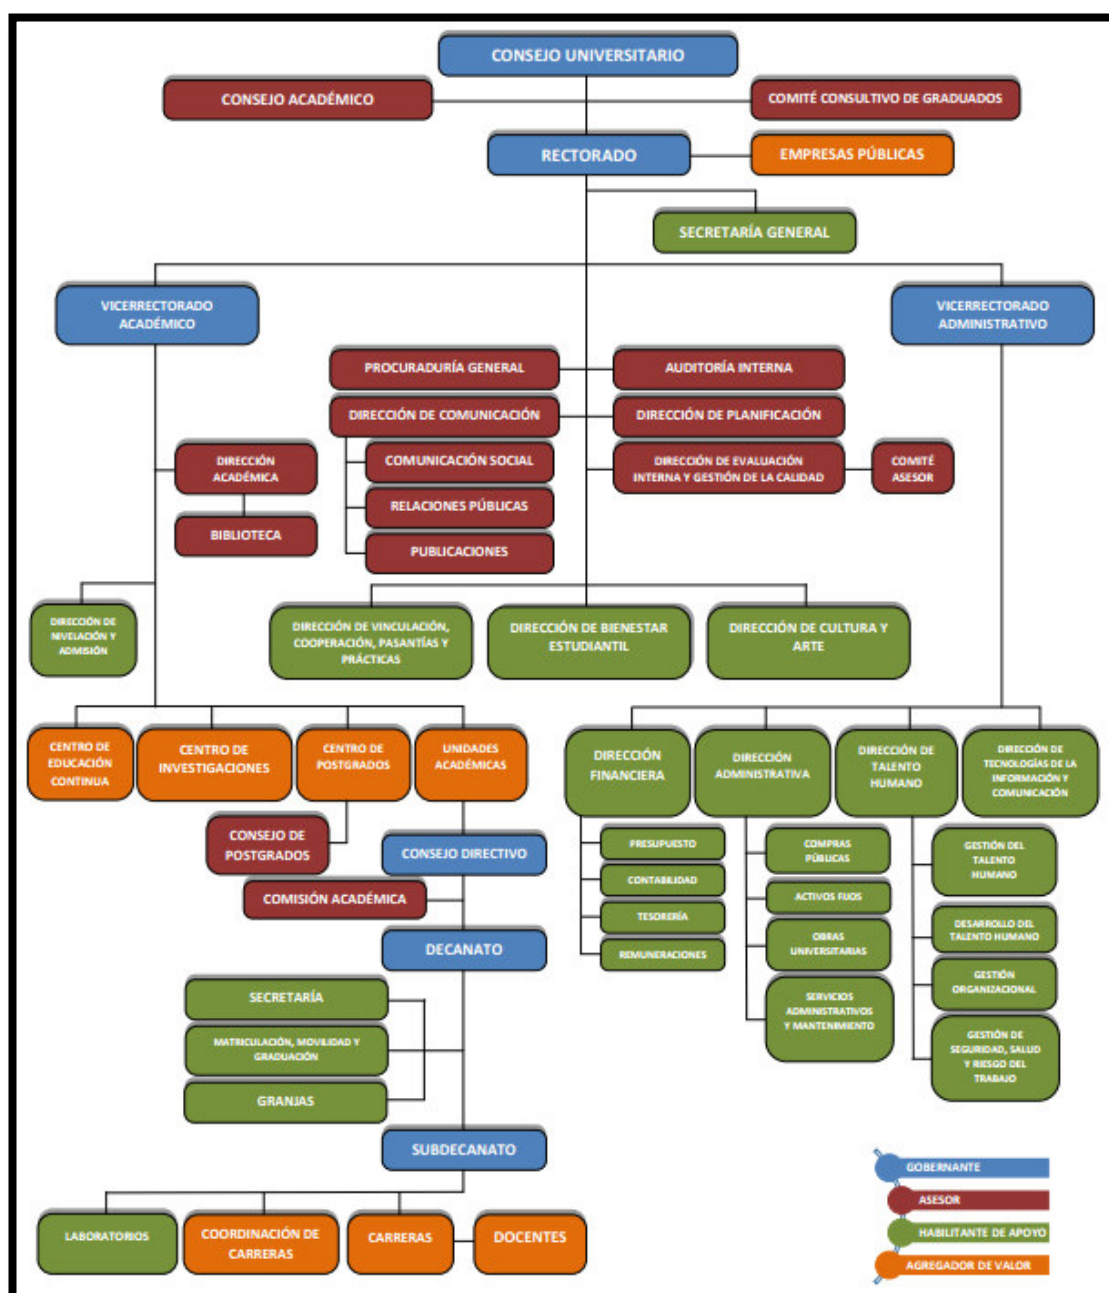 CONSEJO UNIVERSITARIO
CONSEJO ACADÉMICO
COMITÉ CONSULTIVO DE GRADUADOS
RECTORADO
EMPRESAS PÚBLICAS
SECRETARÍA GENERAL
VICERRECTORADO
ACADÉMICO
VICERRECTORADO
ADMINISTRATIVO
PROCURADURÍA GENERAL
AUDITORÍA INTERNA
DIRECCIÓN DE COMUNICACIÓN
DIRECCIÓN DE PLANIFICACIÓN
COMUNICACIÓN SOCIAL
RELACIONES PÚBLICAS
PUBLICACIONES
DIRECCIÓN DE EVALUACIÓN
INTERNA Y GESTIÓN DE LA CALIDAD
COMITÉ
ASESOR
DIRECCIÓN
ACADÉMICA
BIBLIOTECA
DIRECCIÓN DE
NIVELACIÓN Y
ADMISIÓN
DIRECCIÓN DE VINCULACIÓN,
COOPERACIÓN, PASANTÍAS Y
PRÁCTICAS
DIRECCIÓN DE BIENESTAR
ESTUDIANTIL
DIRECCIÓN DE CULTURA Y
ARTE
CENTRO DE
EDUCACIÓN
CONTINUA
CENTRO DE
INVESTIGACIONES
CENTRO DE
POSTGRADOS
UNIDADES
ACADÉMICAS
DIRECCIÓN
FINANCIERA
DIRECCIÓN
ADMINISTRATIVA
DIRECCIÓN DE
TALENTO
HUMANO
DIRECCIÓN DE
TECNOLOGÍAS DE LA
INFORMACIÓN Y
COMUNICACIÓN
CONSEJO DE
POSTGRADOS
CONSEJO DIRECTIVO
COMISIÓN ACADÉMICA
DECANATO
SECRETARÍA
MATRICULACIÓN, MOVILIDAD Y
GRADUACIÓN
GRANJAS
SUBDECANATO
LABORATORIOS
COORDINACIÓN DE
CARRERAS
CARRERAS
DOCENTES
PRESUPUESTO
CONTABILIDAD
TESORERÍA
REMUNERACIONES
COMPRAS
PÚBLICAS
ACTIVOS FIJOS
OBRAS
UNIVERSITARIAS
SERVICIOS
ADMINISTRATIVOS
Y MANTENIMIENTO
GESTIÓN DEL
TALENTO
HUMANO
DESARROLLO DEL
TALENTO HUMANO
GESTIÓN
ORGANIZACIONAL
GESTIÓN DE
SEGURIDAD, SALUD
Y RIESGO DEL
TRABAJO
GOBERNANTE
ASESOR
HABILITANTE DE APOYO
AGREGADOR DE VALOR